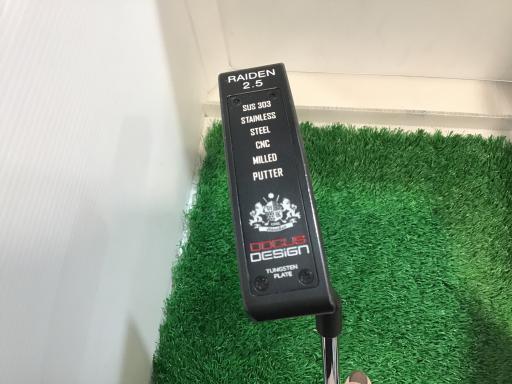 RAIDEN
2.5
SUS 303
STAINLESS
STEEL
CNC
MILLED
PUTTER
DOCUS
DESIGN
TUNGSTEN
PLATE